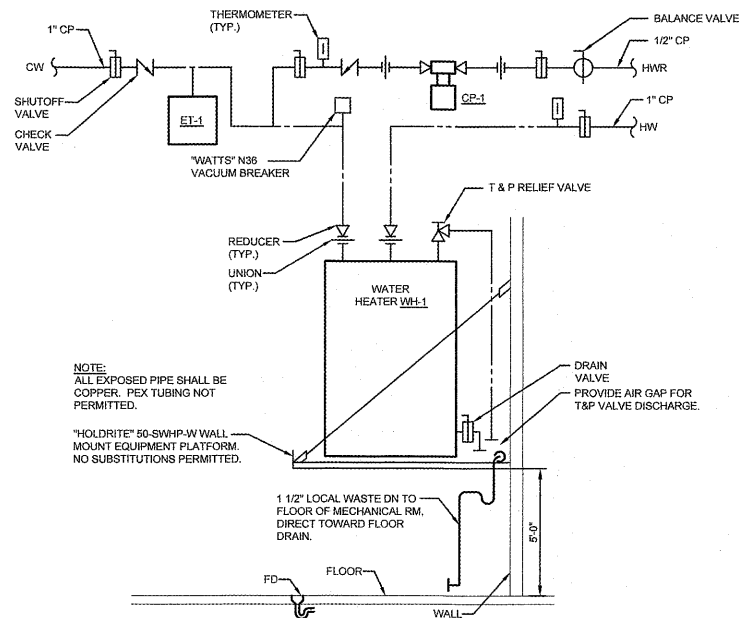 THERMOMETER
(TYP.)
BALANCE VALVE
1" CP
1/2" CP
CW
HWR
SHUTOFF
VALVE
CP-1
1" CP
CHECK
VALVE
ET-1
HW
"WATTS" N36
VACUUM BREAKER
T & P RELIEF VALVE
REDUCER
(TYP.)
UNION
(TYP.)
WATER
HEATER WH-1
NOTE:
ALL EXPOSED PIPE SHALL BE
COPPER. PEX TUBING NOT
PERMITTED.
DRAIN
VALVE
PROVIDE AIR GAP FOR
T&P VALVE DISCHARGE.
"HOLDRITE" 50-SWHP-W WALL
MOUNT EQUIPMENT PLATFORM.
NO SUBSTITUTIONS PERMITTED.
1 1/2" LOCAL WASTE DN TO
FLOOR OF MECHANICAL RM,
DIRECT TOWARD FLOOR
DRAIN.
5'-0"
FD
FLOOR
WALL